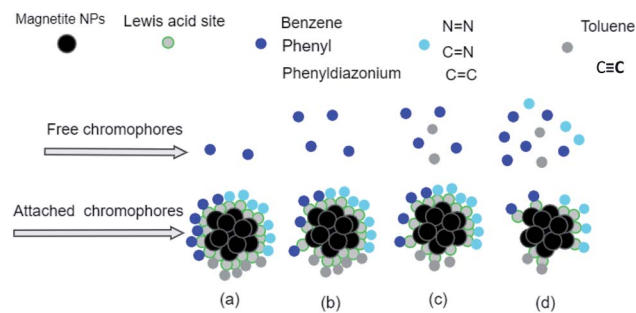 Magnetite NPs
Lewis acid site
Benzene
Phenyl
Phenyldiazonium
N=N
C=N
C=C
Toluene
C≡C
Free chromophores
Attached chromophores
(a)
(b)
(c)
(d)